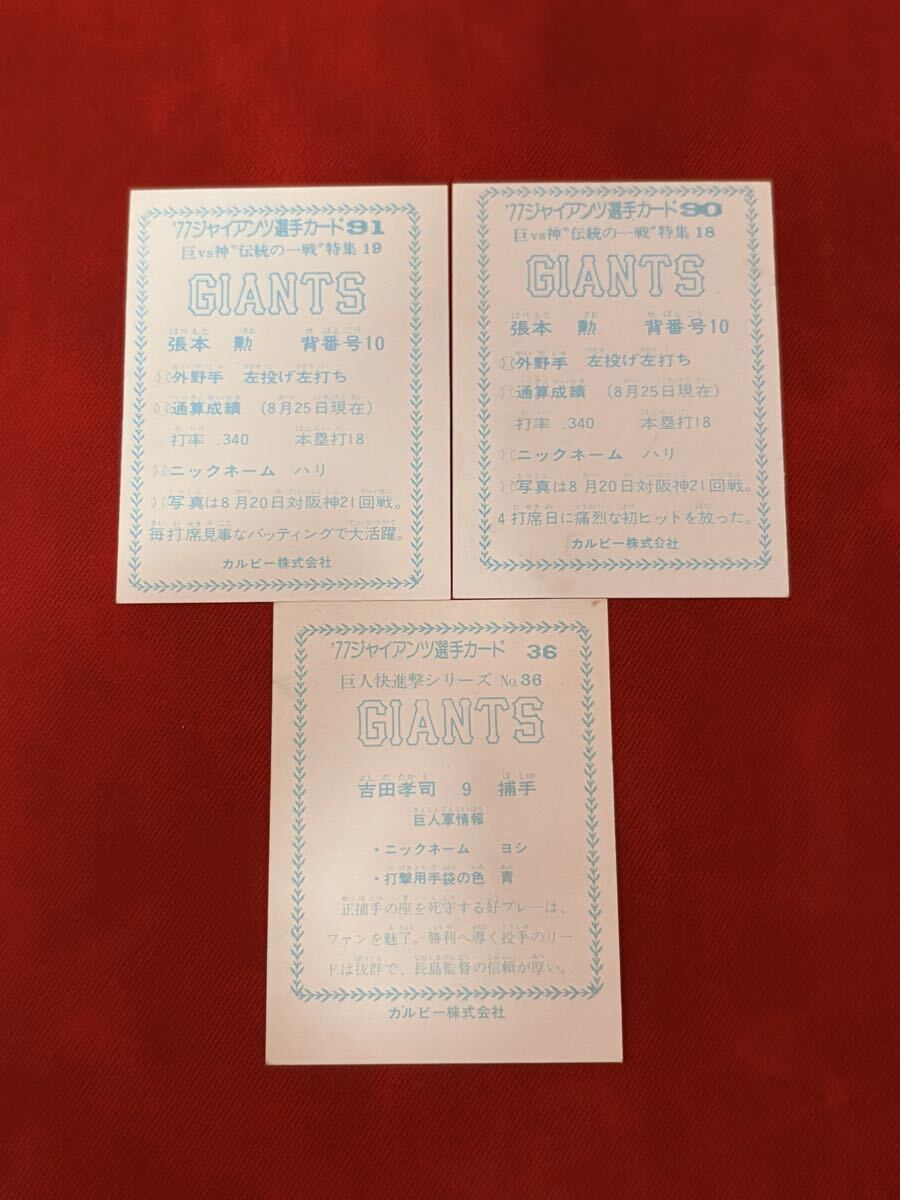 '77ジャイアンツ選手カード 91
巨vs神“伝統の一戦”特集 19
GIANTS
張本 勲 背番号10
外野手 左投げ左打ち
通算成績 (8月25日現在)
打率 .340 本塁打18
ニックネーム ハリ
写真は8月20日対阪神21回戦。
毎打席見事なバッティングで大活躍。
カルビー株式会社
'77ジャイアンツ選手カード 90
巨vs神“伝統の一戦”特集 18
GIANTS
張本 勲 背番号10
外野手 左投げ左打ち
通算成績 (8月25日現在)
打率 .340 本塁打18
ニックネーム ハリ
写真は8月20日対阪神21回戦。
4打席目に痛烈な初ヒットを放った。
カルビー株式会社
'77ジャイアンツ選手カード 36
巨人快進撃シリーズ No.36
GIANTS
よし だ たか し ほ しゅ
吉田孝司 9 捕手
巨人軍情報
・ニックネーム ヨシ
・打撃用手袋の色 青
正捕手の座を死守する好プレーは、
ファンを魅了。勝利へ導く投手のリー
ドは抜群で、長島監督の信頼が厚い。
カルビー株式会社